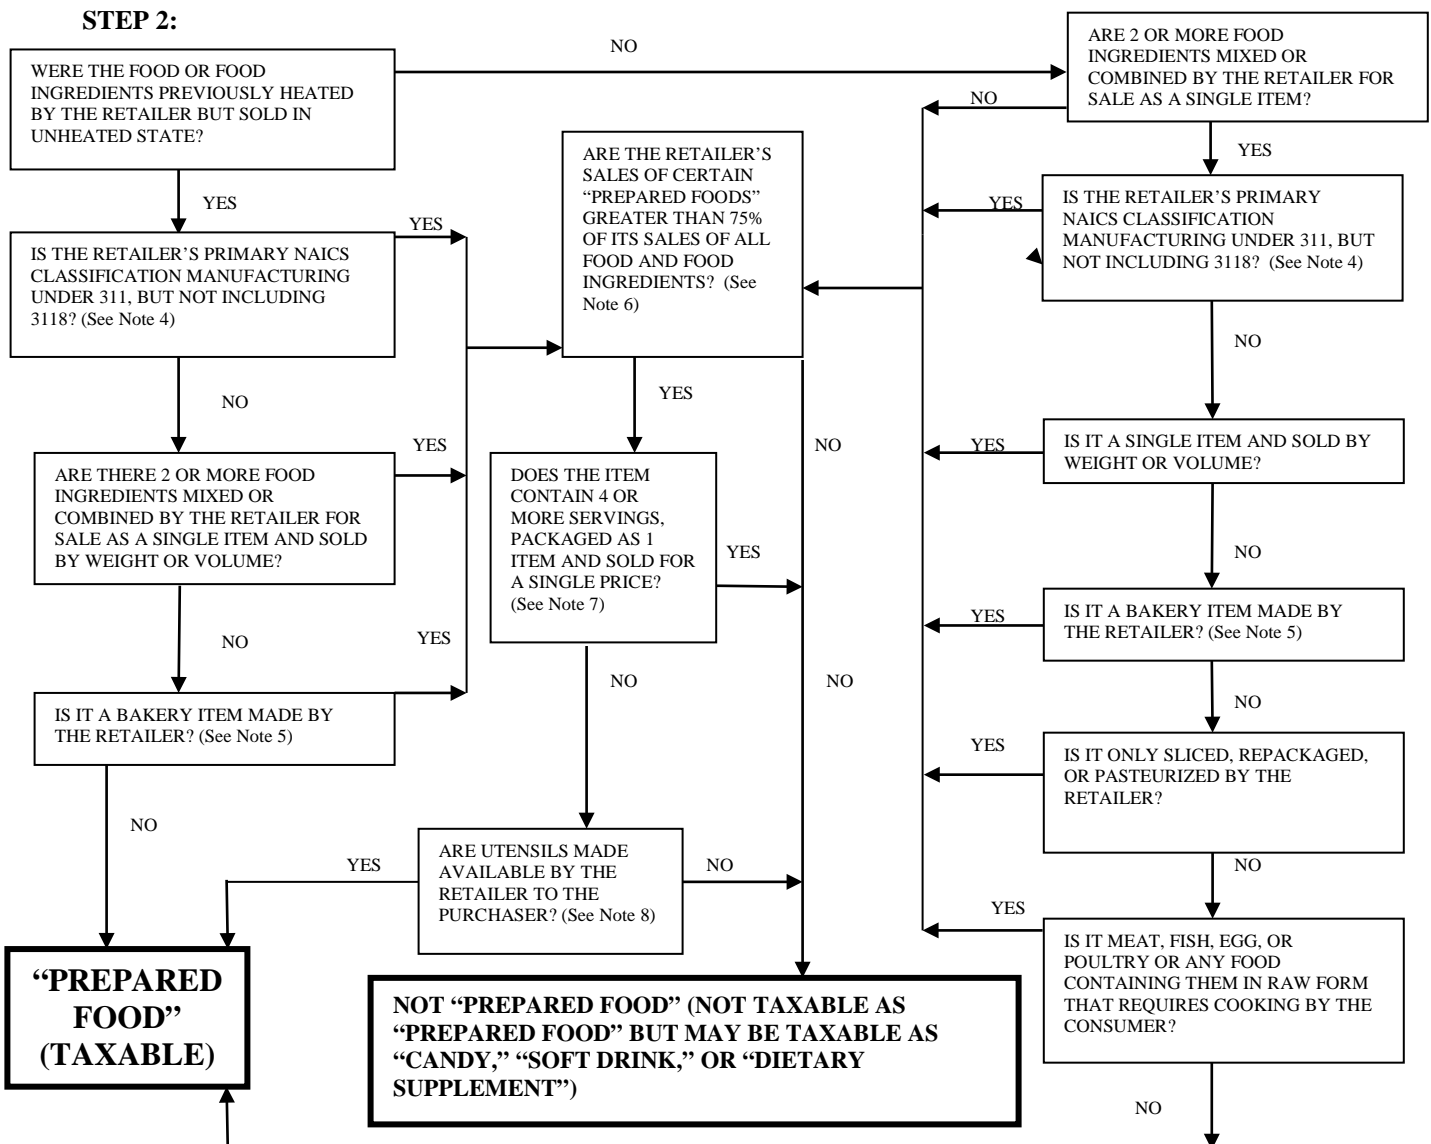 STEP 2:
WERE THE FOOD OR FOOD
INGREDIENTS PREVIOUSLY HEATED
BY THE RETAILER BUT SOLD IN
UNHEATED STATE?
NO
ARE 2 OR MORE FOOD
INGREDIENTS MIXED OR
COMBINED BY THE RETAILER FOR
SALE AS A SINGLE ITEM?
NO
YES
YES
ARE THE RETAILER'S
SALES OF CERTAIN
“PREPARED FOODS”
GREATER THAN 75%
OF ITS SALES OF ALL
FOOD AND FOOD
INGREDIENTS? (See
Note 6)
IS THE RETAILER'S PRIMARY
NAICS CLASSIFICATION
MANUFACTURING UNDER 311, BUT
NOT INCLUDING 3118? (See Note 4)
YES
NO
IS THE RETAILER'S PRIMARY NAICS
CLASSIFICATION MANUFACTURING
UNDER 311, BUT NOT INCLUDING
3118? (See Note 4)
YES
NO
YES
NO
ARE THERE 2 OR MORE FOOD
INGREDIENTS MIXED OR
COMBINED BY THE RETAILER FOR
SALE AS A SINGLE ITEM AND SOLD
BY WEIGHT OR VOLUME?
YES
NO
DOES THE ITEM
CONTAIN 4 OR
MORE SERVINGS,
PACKAGED AS 1
ITEM AND SOLD FOR
A SINGLE PRICE?
(See Note 7)
YES
NO
NO
IS IT A SINGLE ITEM AND SOLD BY
WEIGHT OR VOLUME?
YES
NO
IS IT A BAKERY ITEM MADE BY
THE RETAILER? (See Note 5)
YES
NO
IS IT A BAKERY ITEM MADE BY
THE RETAILER? (See Note 5)
YES
NO
IS IT ONLY SLICED, REPACKAGED,
OR PASTEURIZED BY THE
RETAILER?
YES
NO
ARE UTENSILS MADE
AVAILABLE BY THE
RETAILER TO THE
PURCHASER? (See Note 8)
YES
NO
IS IT MEAT, FISH, EGG, OR
POULTRY OR ANY FOOD
CONTAINING THEM IN RAW FORM
THAT REQUIRES COOKING BY THE
CONSUMER?
YES
NO
“PREPARED
FOOD”
(TAXABLE)
NOT “PREPARED FOOD” (NOT TAXABLE AS
“PREPARED FOOD” BUT MAY BE TAXABLE AS
“CANDY,” “SOFT DRINK,” OR “DIETARY
SUPPLEMENT”)